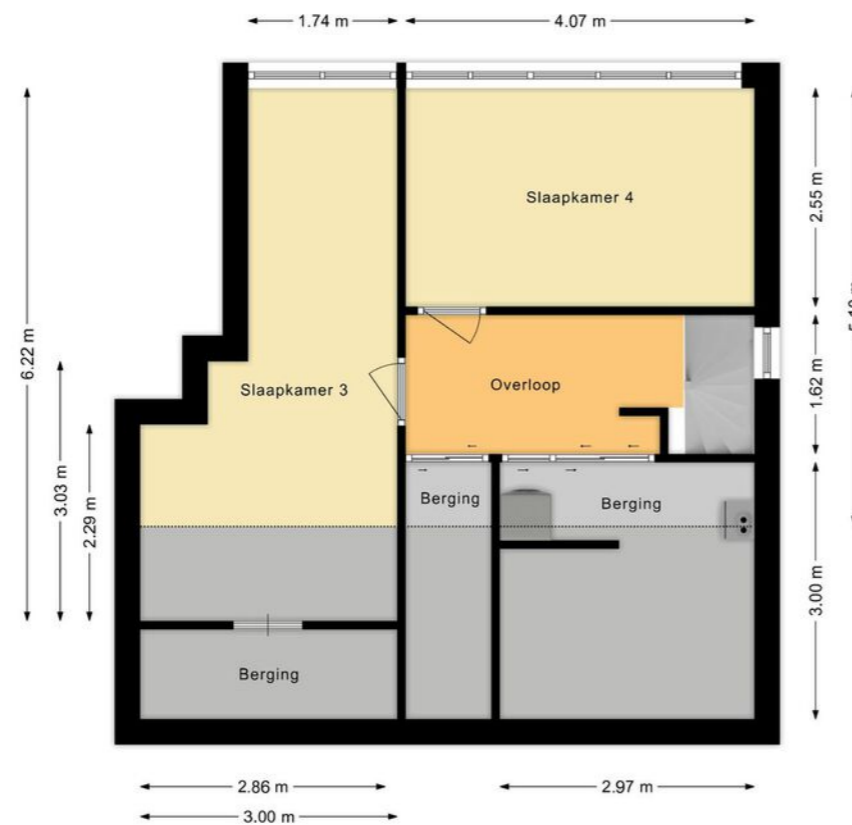 1.74 m
4.07 m
Slaapkamer 4
2.55 m
6.22 m
Slaapkamer 3
Overloop
1.62 m
3.03 m
2.29 m
Berging
Berging
3.00 m
Berging
2.86 m
2.97 m
3.00 m